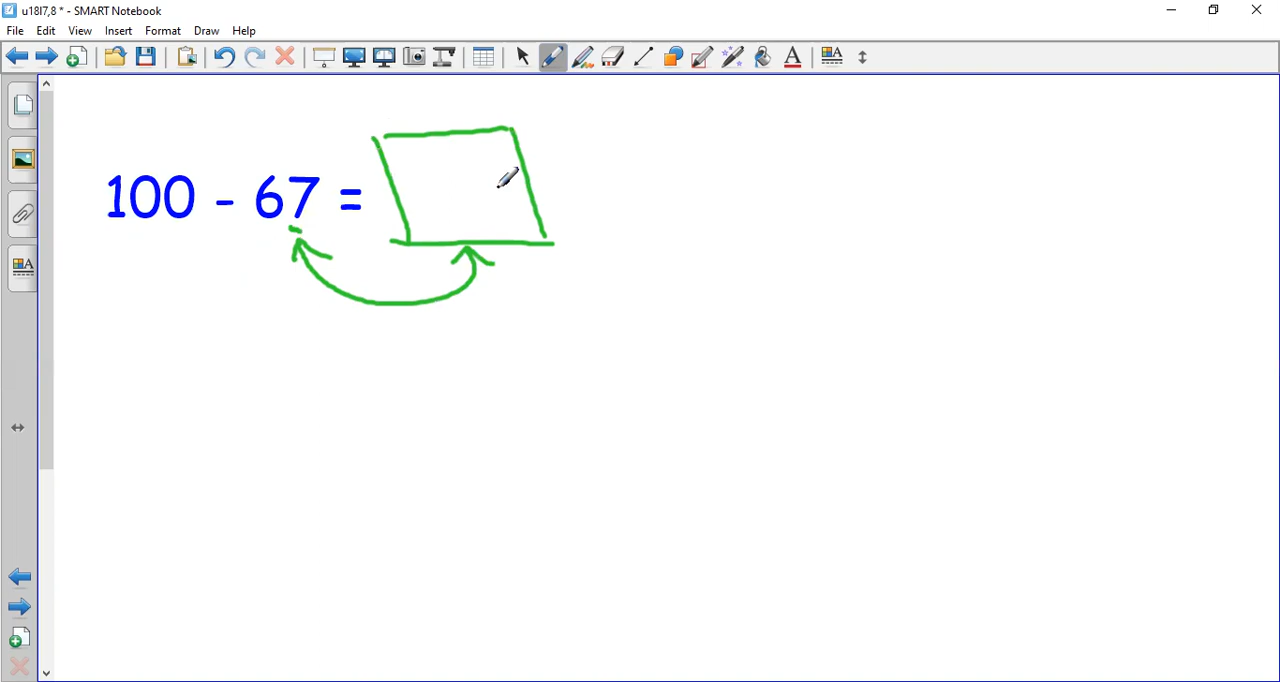 u18l7,8 * - SMART Notebook
File Edit View Insert Format Draw Help
100 - 67 =